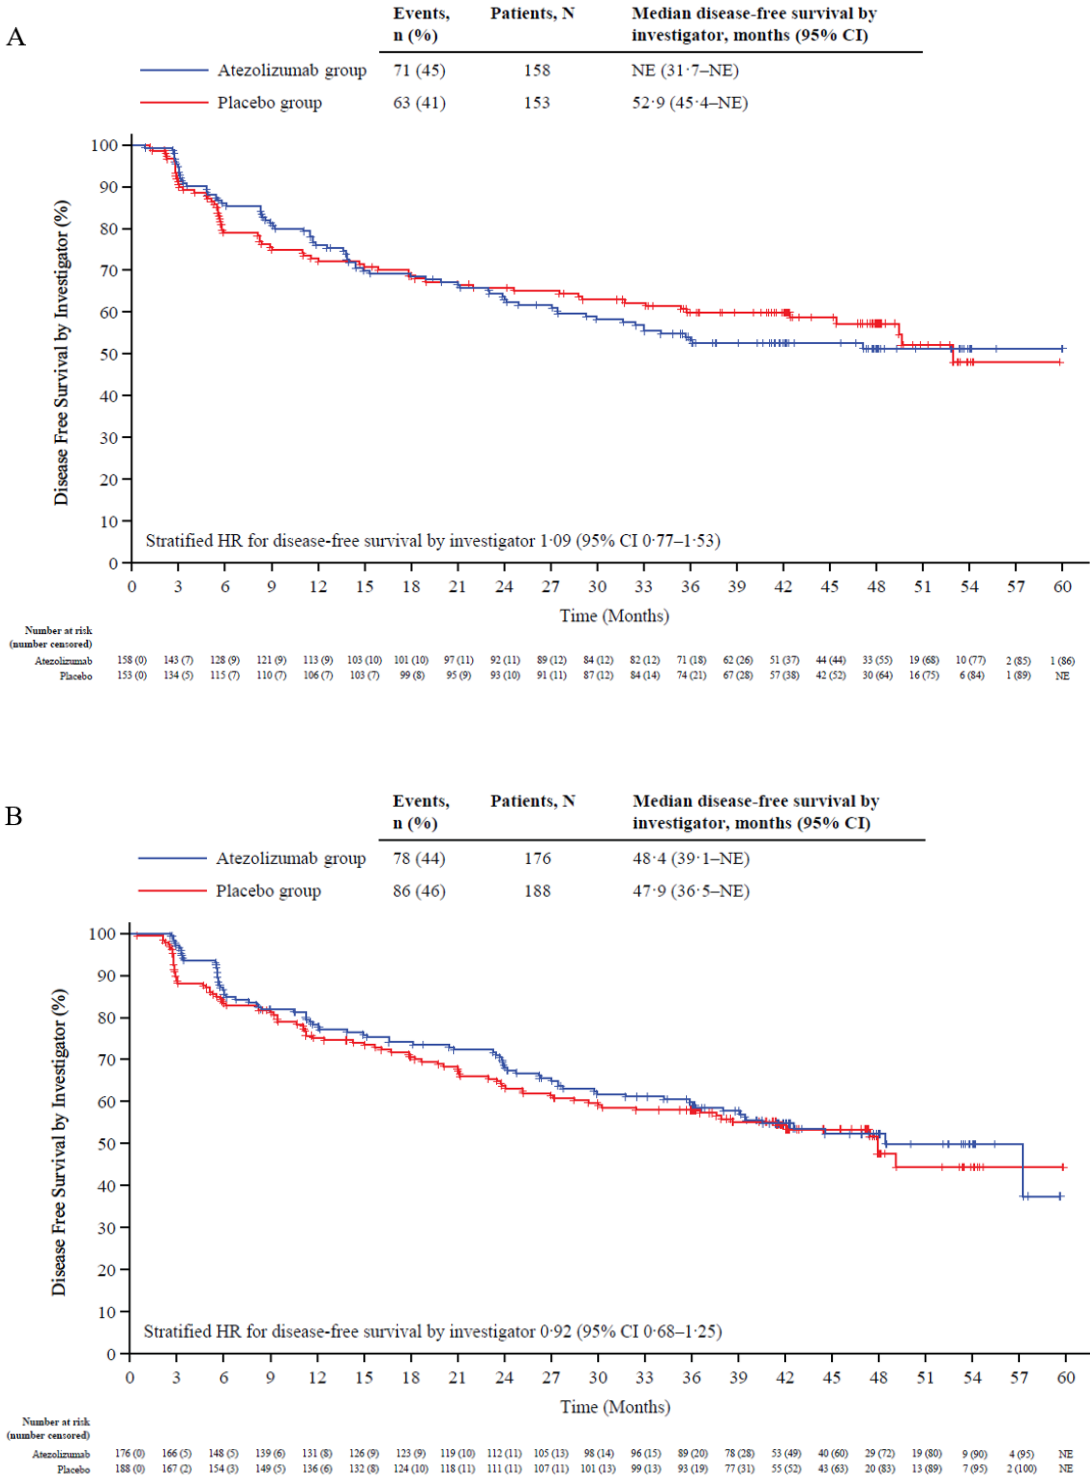 A
Events, Patients, N Median disease-free survival by
n (%) investigator, months (95% CI)
Atezolizumab group 71 (45) 158 NE (31·7–NE)
Placebo group 63 (41) 153 52·9 (45·4–NE)
Disease Free Survival by Investigator (%)
100
90
80
70
60
50
40
30
20
10
0
Stratified HR for disease-free survival by investigator 1·09 (95% CI 0·77–1·53)
0 3 6 9 12 15 18 21 24 27 30 33 36 39 42 45 48 51 54 57 60
Time (Months)
Number at risk
(number censored)
Atezolizumab 158 (0) 143 (7) 128 (9) 121 (9) 113 (9) 103 (10) 101 (10) 97 (11) 92 (11) 89 (12) 84 (12) 82 (12) 71 (18) 62 (26) 51 (37) 44 (44) 33 (55) 19 (68) 10 (77) 2 (85) 1 (86)
Placebo 153 (0) 134 (5) 115 (7) 110 (7) 106 (7) 103 (7) 99 (8) 95 (9) 93 (10) 91 (11) 87 (12) 84 (14) 74 (21) 67 (28) 57 (38) 42 (52) 30 (64) 16 (75) 6 (84) 1 (89) NE
B
Events, Patients, N Median disease-free survival by
n (%) investigator, months (95% CI)
Atezolizumab group 78 (44) 176 48·4 (39·1–NE)
Placebo group 86 (46) 188 47·9 (36·5–NE)
Disease Free Survival by Investigator (%)
100
90
80
70
60
50
40
30
20
10
0
Stratified HR for disease-free survival by investigator 0·92 (95% CI 0·68–1·25)
0 3 6 9 12 15 18 21 24 27 30 33 36 39 42 45 48 51 54 57 60
Time (Months)
Number at risk
(number censored)
Atezolizumab 176 (0) 166 (5) 148 (5) 139 (6) 131 (8) 126 (9) 123 (9) 119 (10) 112 (11) 105 (13) 98 (14) 96 (15) 89 (20) 78 (28) 53 (49) 40 (60) 29 (72) 19 (80) 9 (90) 4 (95) NE
Placebo 188 (0) 167 (2) 154 (3) 149 (5) 136 (6) 132 (8) 124 (10) 118 (11) 111 (11) 107 (11) 101 (13) 99 (13) 93 (19) 77 (31) 55 (52) 43 (63) 20 (83) 13 (89) 7 (95) 2 (100) NE